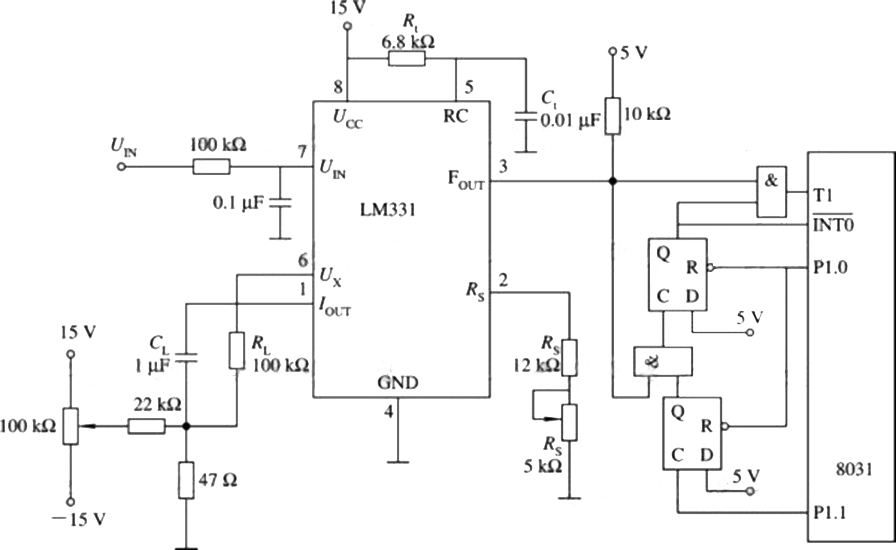 15 V
R_t
6.8 kΩ
8
5
U_CC
RC
C_t
0.01 μF
5 V
10 kΩ
U_IN
100 kΩ
7
U_IN
0.1 μF
LM331
F_OUT
3
&
T1
INT0
P1.0
Q
R
C
D
5 V
6
U_X
1
I_OUT
R_S
2
15 V
C_L
1 μF
R_L
100 kΩ
R_S
12 kΩ
&
GND
4
100 kΩ
22 kΩ
Q
R
C
D
5 V
R_S
5 kΩ
47 Ω
8031
−15 V
P1.1